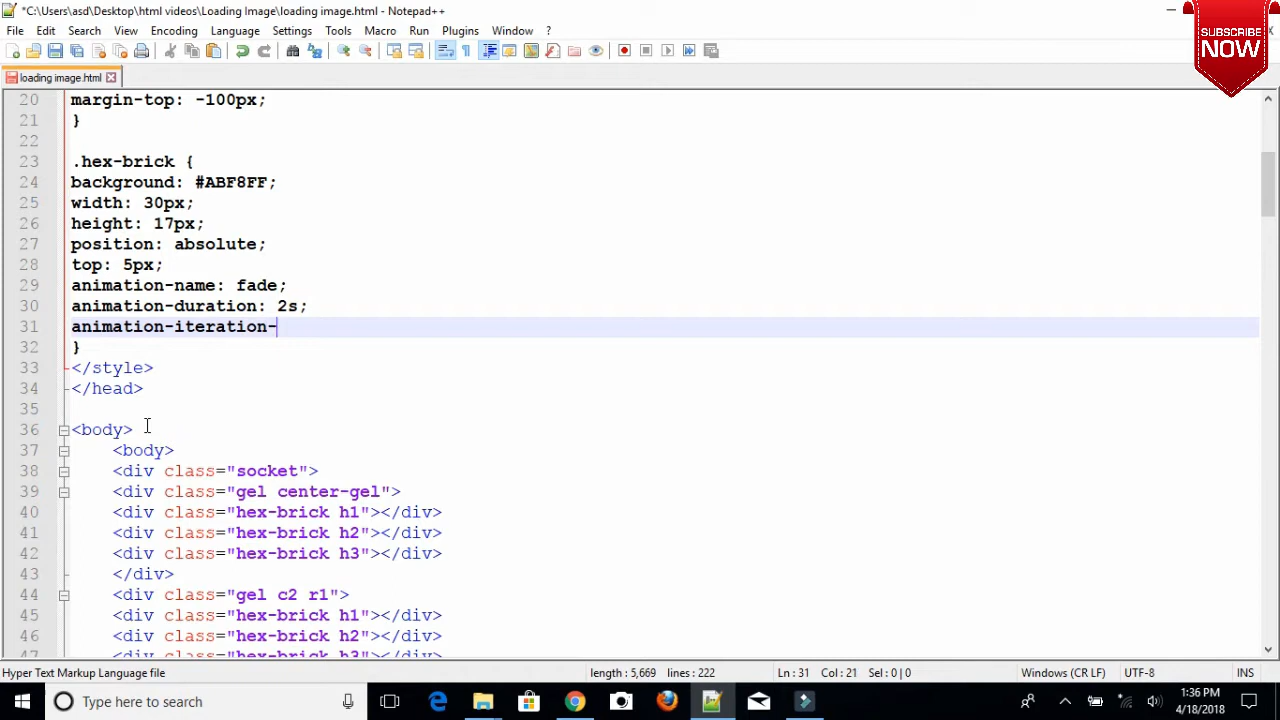 *C:\Users\asd\Desktop\html videos\Loading Image\loading image.html - Notepad++
SUBSCRIBE
NOW
File Edit Search View Encoding Language Settings Tools Macro Run Plugins Window ?
loading image.html
20 margin-top: -100px;
21 }
22
23 .hex-brick {
24 background: #ABF8FF;
25 width: 30px;
26 height: 17px;
27 position: absolute;
28 top: 5px;
29 animation-name: fade;
30 animation-duration: 2s;
31 animation-iteration-
32 }
33 </style>
34 </head>
35
36 <body>
37 <body>
38 <div class="socket">
39 <div class="gel center-gel">
40 <div class="hex-brick h1"></div>
41 <div class="hex-brick h2"></div>
42 <div class="hex-brick h3"></div>
43 </div>
44 <div class="gel c2 r1">
45 <div class="hex-brick h1"></div>
46 <div class="hex-brick h2"></div>
47 <div class="hex-brick h3"></div>
Hyper Text Markup Language file length : 5,669 lines : 222 Ln : 31 Col : 21 Sel : 0 | 0 Windows (CR LF) UTF-8 INS
Type here to search
1:36 PM
4/18/2018